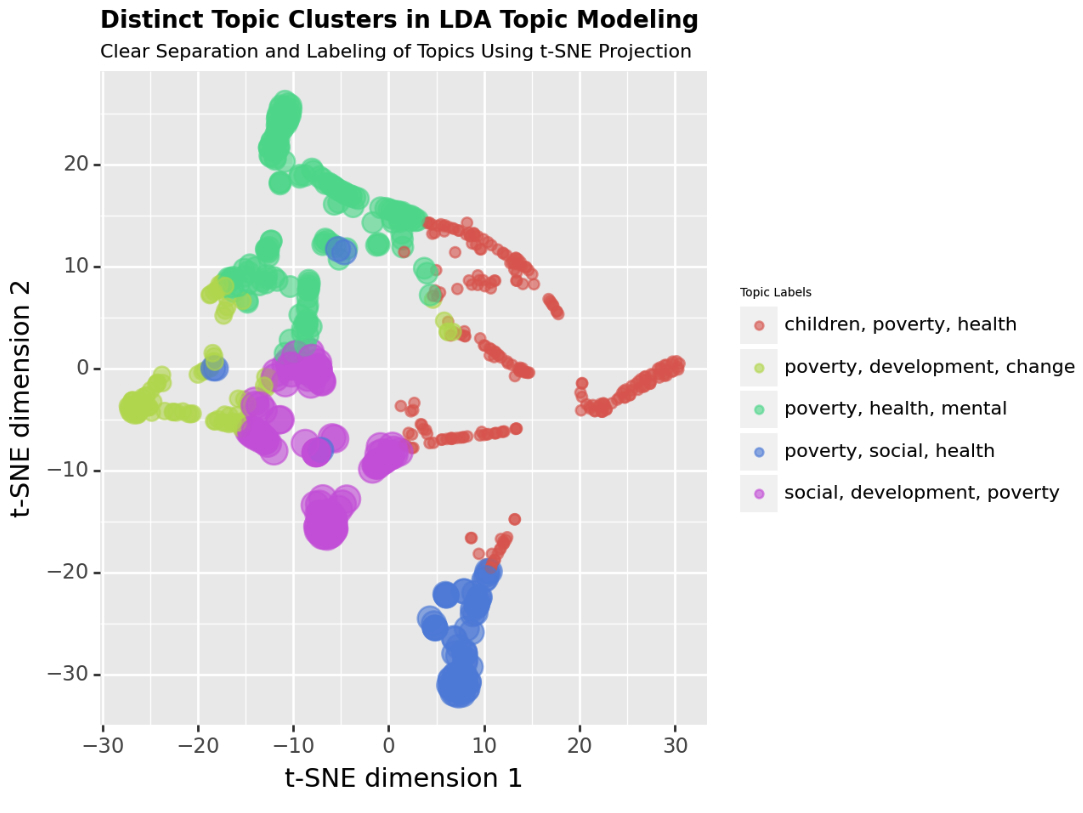 Distinct Topic Clusters in LDA Topic Modeling
Clear Separation and Labeling of Topics Using t-SNE Projection
t-SNE dimension 2
20
10
0
−10
−20
−30
−30
−20
−10
0
10
20
30
t-SNE dimension 1
Topic Labels
children, poverty, health
poverty, development, change
poverty, health, mental
poverty, social, health
social, development, poverty